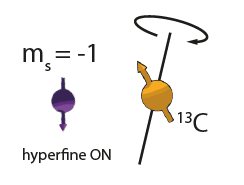 mₛ = -1
¹³C
hyperfine ON